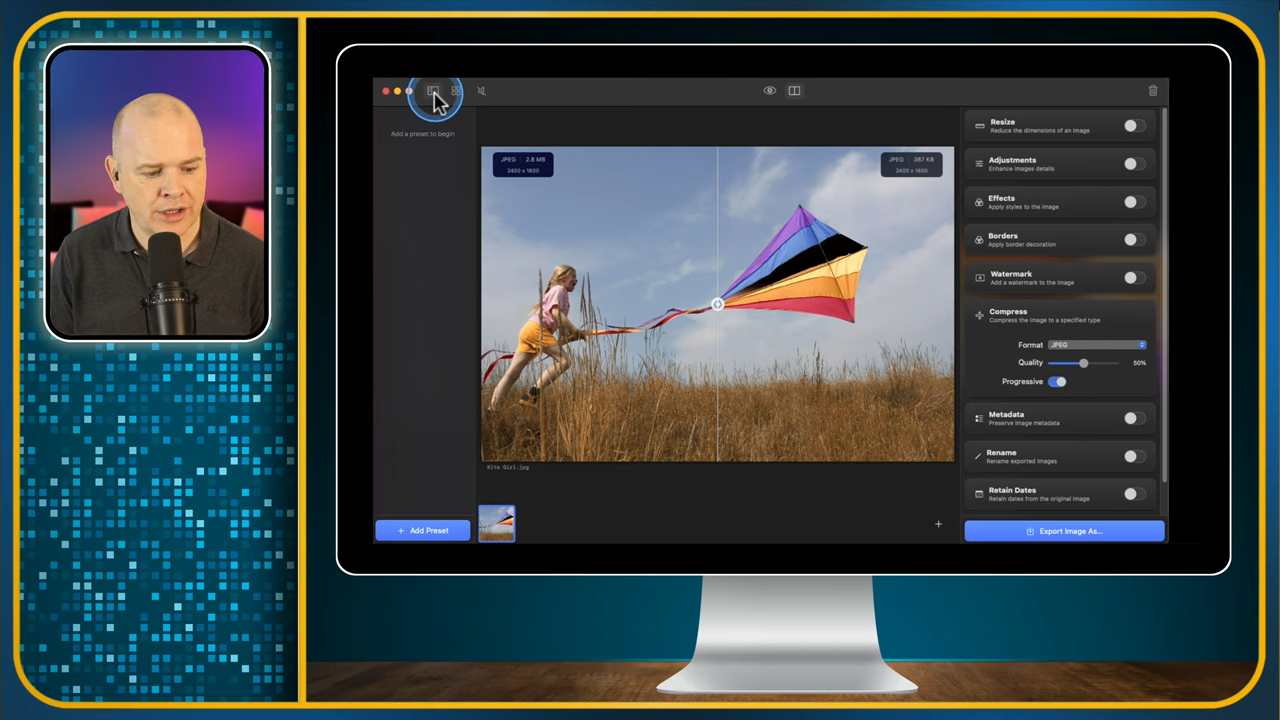 Add a preset to begin
JPEG 2.8 MB
2400 x 1600
JPEG 387 KB
2400 x 1600
Kite Girl.jpg
+ Add Preset
+
Resize
Reduce the dimensions of an image
Adjustments
Enhance images details
Effects
Apply styles to the image
Borders
Apply border decoration
Watermark
Add a watermark to the image
Compress
Compress the image to a specified type
Format JPEG
Quality 50%
Progressive
Metadata
Preserve image metadata
Rename
Rename exported images
Retain Dates
Retain dates from the original image
Export Image As...